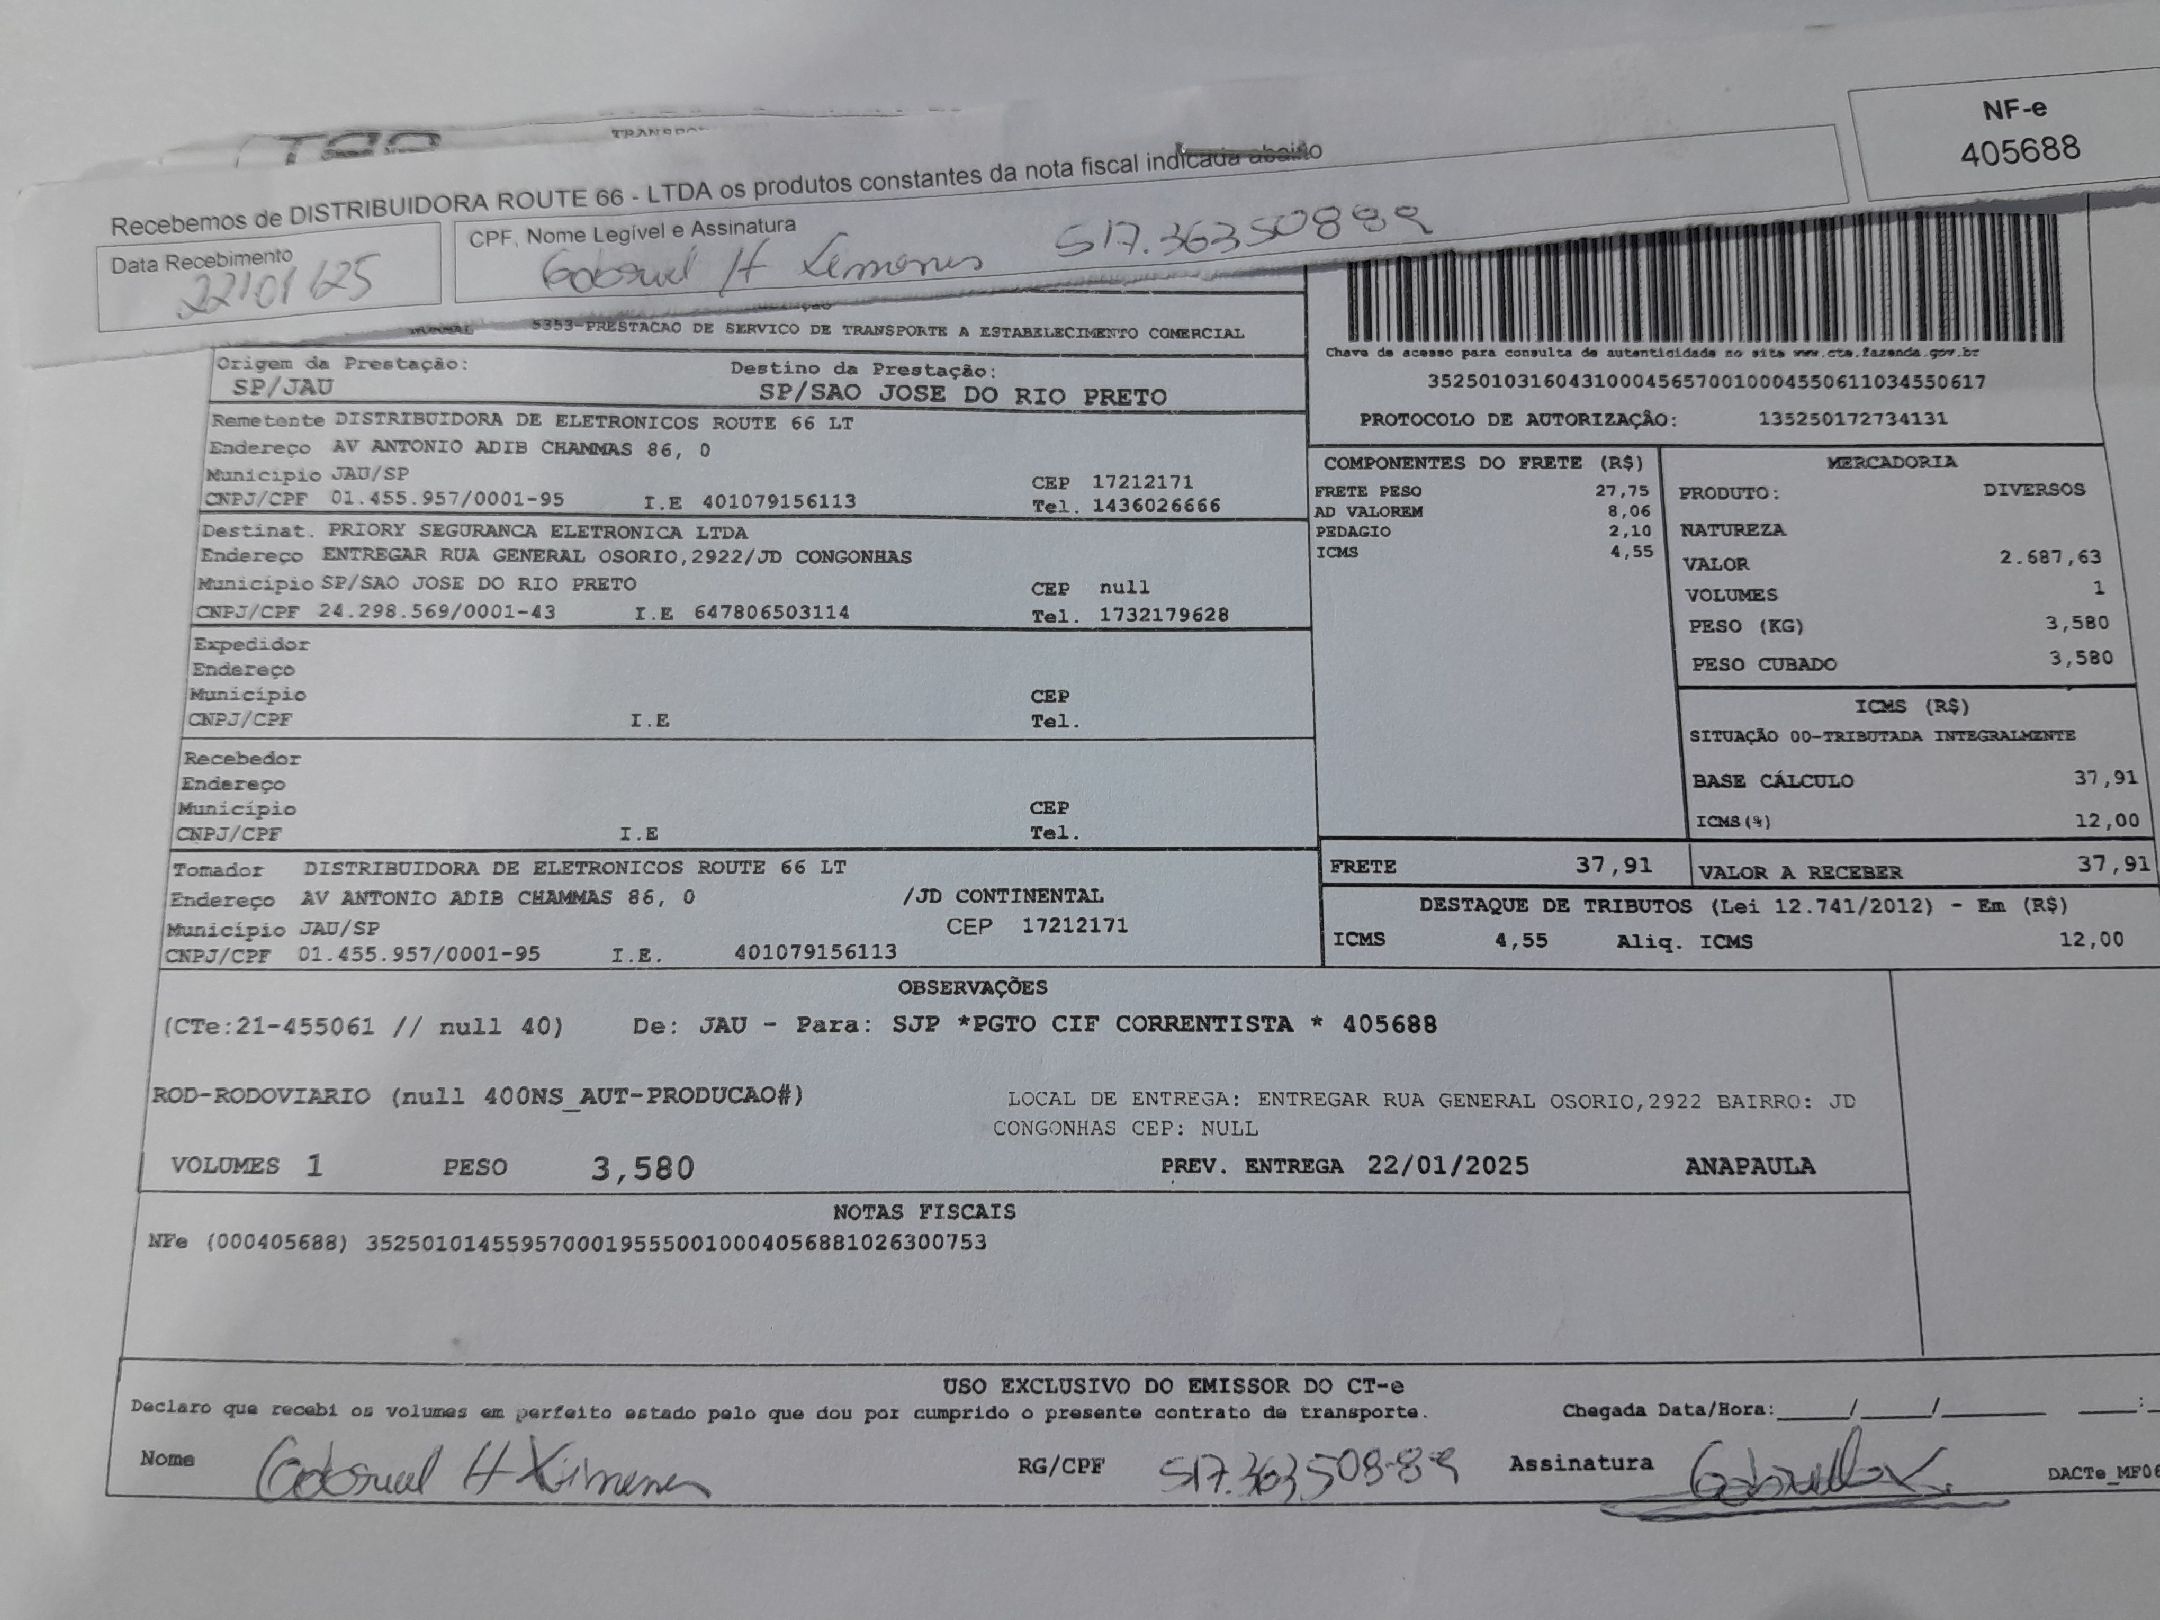 Recebemos de DISTRIBUIDORA ROUTE 66 - LTDA os produtos constantes da nota fiscal indicada abaixo
NF-e
405688
Data Recebimento
22/01/25
CPF, Nome Legível e Assinatura
Gabriel H Ximenes 517.36350889
5353-PRESTACAO DE SERVICO DE TRANSPORTE A ESTABELECIMENTO COMERCIAL
Origem da Prestação:
SP/JAU
Destino da Prestação:
SP/SAO JOSE DO RIO PRETO
Chave de acesso para consulta de autenticidade no site www.cte.fazenda.gov.br
35250103160431000456570010004550611034550617
PROTOCOLO DE AUTORIZAÇÃO: 135250172734131
Remetente DISTRIBUIDORA DE ELETRONICOS ROUTE 66 LT
Endereço AV ANTONIO ADIB CHAMMAS 86, 0
Município JAU/SP CEP 17212171
CNPJ/CPF 01.455.957/0001-95 I.E 401079156113 Tel. 1436026666
Destinat. PRIORY SEGURANCA ELETRONICA LTDA
Endereço ENTREGAR RUA GENERAL OSORIO,2922/JD CONGONHAS
Município SP/SAO JOSE DO RIO PRETO CEP null
CNPJ/CPF 24.298.569/0001-43 I.E 647806503114 Tel. 1732179628
Expedidor
Endereço
Município CEP
CNPJ/CPF I.E Tel.
Recebedor
Endereço
Município CEP
CNPJ/CPF I.E Tel.
Tomador DISTRIBUIDORA DE ELETRONICOS ROUTE 66 LT
Endereço AV ANTONIO ADIB CHAMMAS 86, 0 /JD CONTINENTAL
Município JAU/SP CEP 17212171
CNPJ/CPF 01.455.957/0001-95 I.E. 401079156113
COMPONENTES DO FRETE (R$)
FRETE PESO 27,75
AD VALOREM 8,06
PEDAGIO 2,10
ICMS 4,55
MERCADORIA
PRODUTO: DIVERSOS
NATUREZA
VALOR 2.687,63
VOLUMES 1
PESO (KG) 3,580
PESO CUBADO 3,580
ICMS (R$)
SITUAÇÃO 00-TRIBUTADA INTEGRALMENTE
BASE CÁLCULO 37,91
ICMS(%) 12,00
FRETE 37,91
VALOR A RECEBER 37,91
DESTAQUE DE TRIBUTOS (Lei 12.741/2012) - Em (R$)
ICMS 4,55 Aliq. ICMS 12,00
OBSERVAÇÕES
(CTe:21-455061 // null 40) De: JAU - Para: SJP *PGTO CIF CORRENTISTA * 405688
ROD-RODOVIARIO (null 400NS_AUT-PRODUCAO#)
LOCAL DE ENTREGA: ENTREGAR RUA GENERAL OSORIO,2922 BAIRRO: JD
CONGONHAS CEP: NULL
VOLUMES 1 PESO 3,580 PREV. ENTREGA 22/01/2025 ANAPAULA
NOTAS FISCAIS
NFe (000405688) 35250101455957000195550010004056881026300753
USO EXCLUSIVO DO EMISSOR DO CT-e
Declaro que recebi os volumes em perfeito estado pelo que dou por cumprido o presente contrato de transporte. Chegada Data/Hora:____/____/______ ___:
Nome Gabriel H Ximenes RG/CPF 517.363.508-89 Assinatura
DACTe_MF06